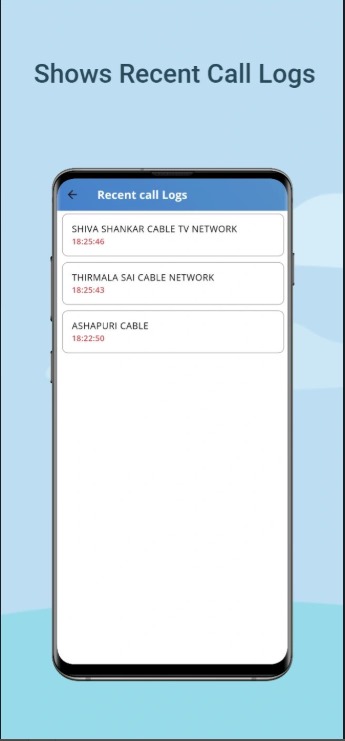 Shows Recent Call Logs
Recent call Logs
SHIVA SHANKAR CABLE TV NETWORK
18:25:46
THIRMALA SAI CABLE NETWORK
18:25:43
ASHAPURI CABLE
18:22:50